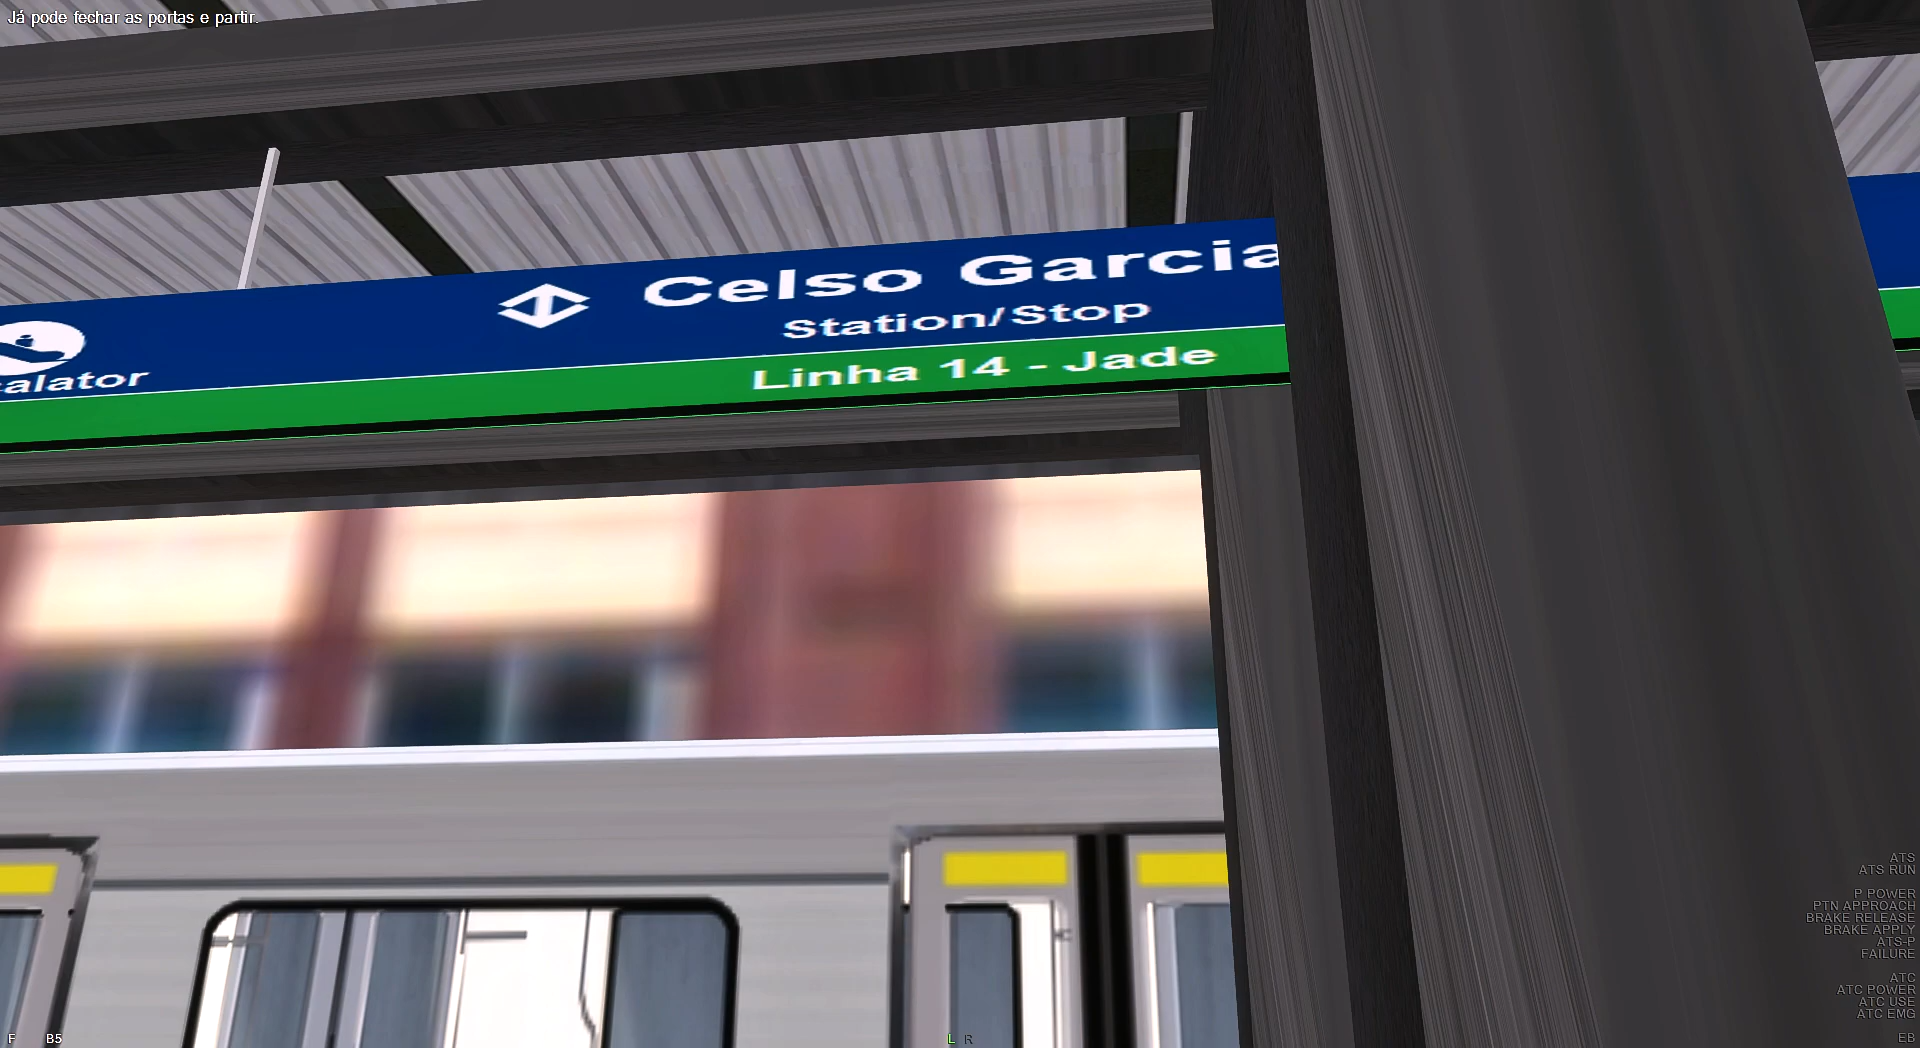 Já pode fechar as portas e partir.
Celso Garcia
Station/Stop
Linha 14 - Jade
alator
ATS
ATS RUN
P POWER
PTN APPROACH
BRAKE RELEASE
BRAKE APPLY
ATS-P
FAILURE
ATC
ATC POWER
ATC USE
ATC EMG
EB
F B5
L R